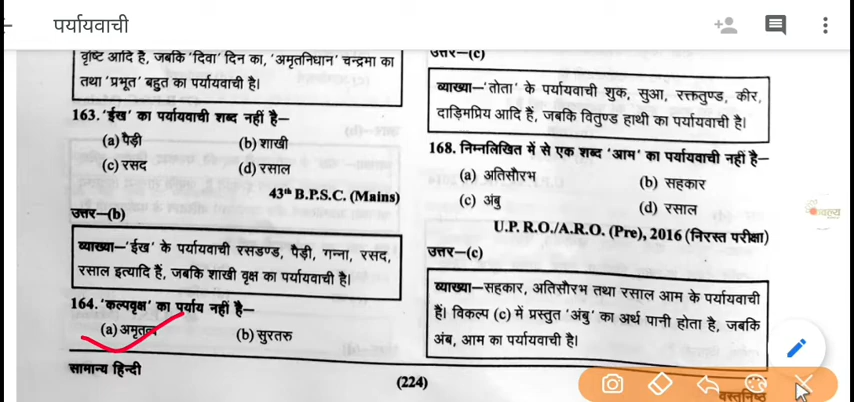 पर्यायवाची
वृष्टि आदि है, जबकि 'दिवा' दिन का, 'अमृतनिधान' चन्द्रमा का
तथा 'प्रभूत' बहुत का पर्यायवाची है।
163. 'ईख' का पर्यायवाची शब्द नहीं है–
(a) पैड़ी (b) शाखी
(c) रसद (d) रसाल
43th B.P.S.C. (Mains)
उत्तर–(b)
व्याख्या–'ईख' के पर्यायवाची रसडण्ड, पैड़ी, गन्ना, रसद,
रसाल इत्यादि हैं, जबकि शाखी वृक्ष का पर्यायवाची है।
164. 'कल्पवृक्ष' का पर्याय नहीं है–
(a) अमृतत्व (b) सुरतरु
सामान्य हिन्दी
(224)
उत्तर–(c)
व्याख्या–'तोता' के पर्यायवाची शुक, सुआ, रक्ततुण्ड, कीर,
दाड़िमप्रिय आदि हैं, जबकि वितुण्ड हाथी का पर्यायवाची है।
168. निम्नलिखित में से एक शब्द 'आम' का पर्यायवाची नहीं है–
(a) अतिसौरभ (b) सहकार
(c) अंबु (d) रसाल
U.P. R.O./A.R.O. (Pre), 2016 (निरस्त परीक्षा)
उत्तर–(c)
व्याख्या–सहकार, अतिसौरभ तथा रसाल आम के पर्यायवाची
हैं। विकल्प (c) में प्रस्तुत 'अंबु' का अर्थ पानी होता है, जबकि
अंब, आम का पर्यायवाची है।
वस्तुनिष्ठ